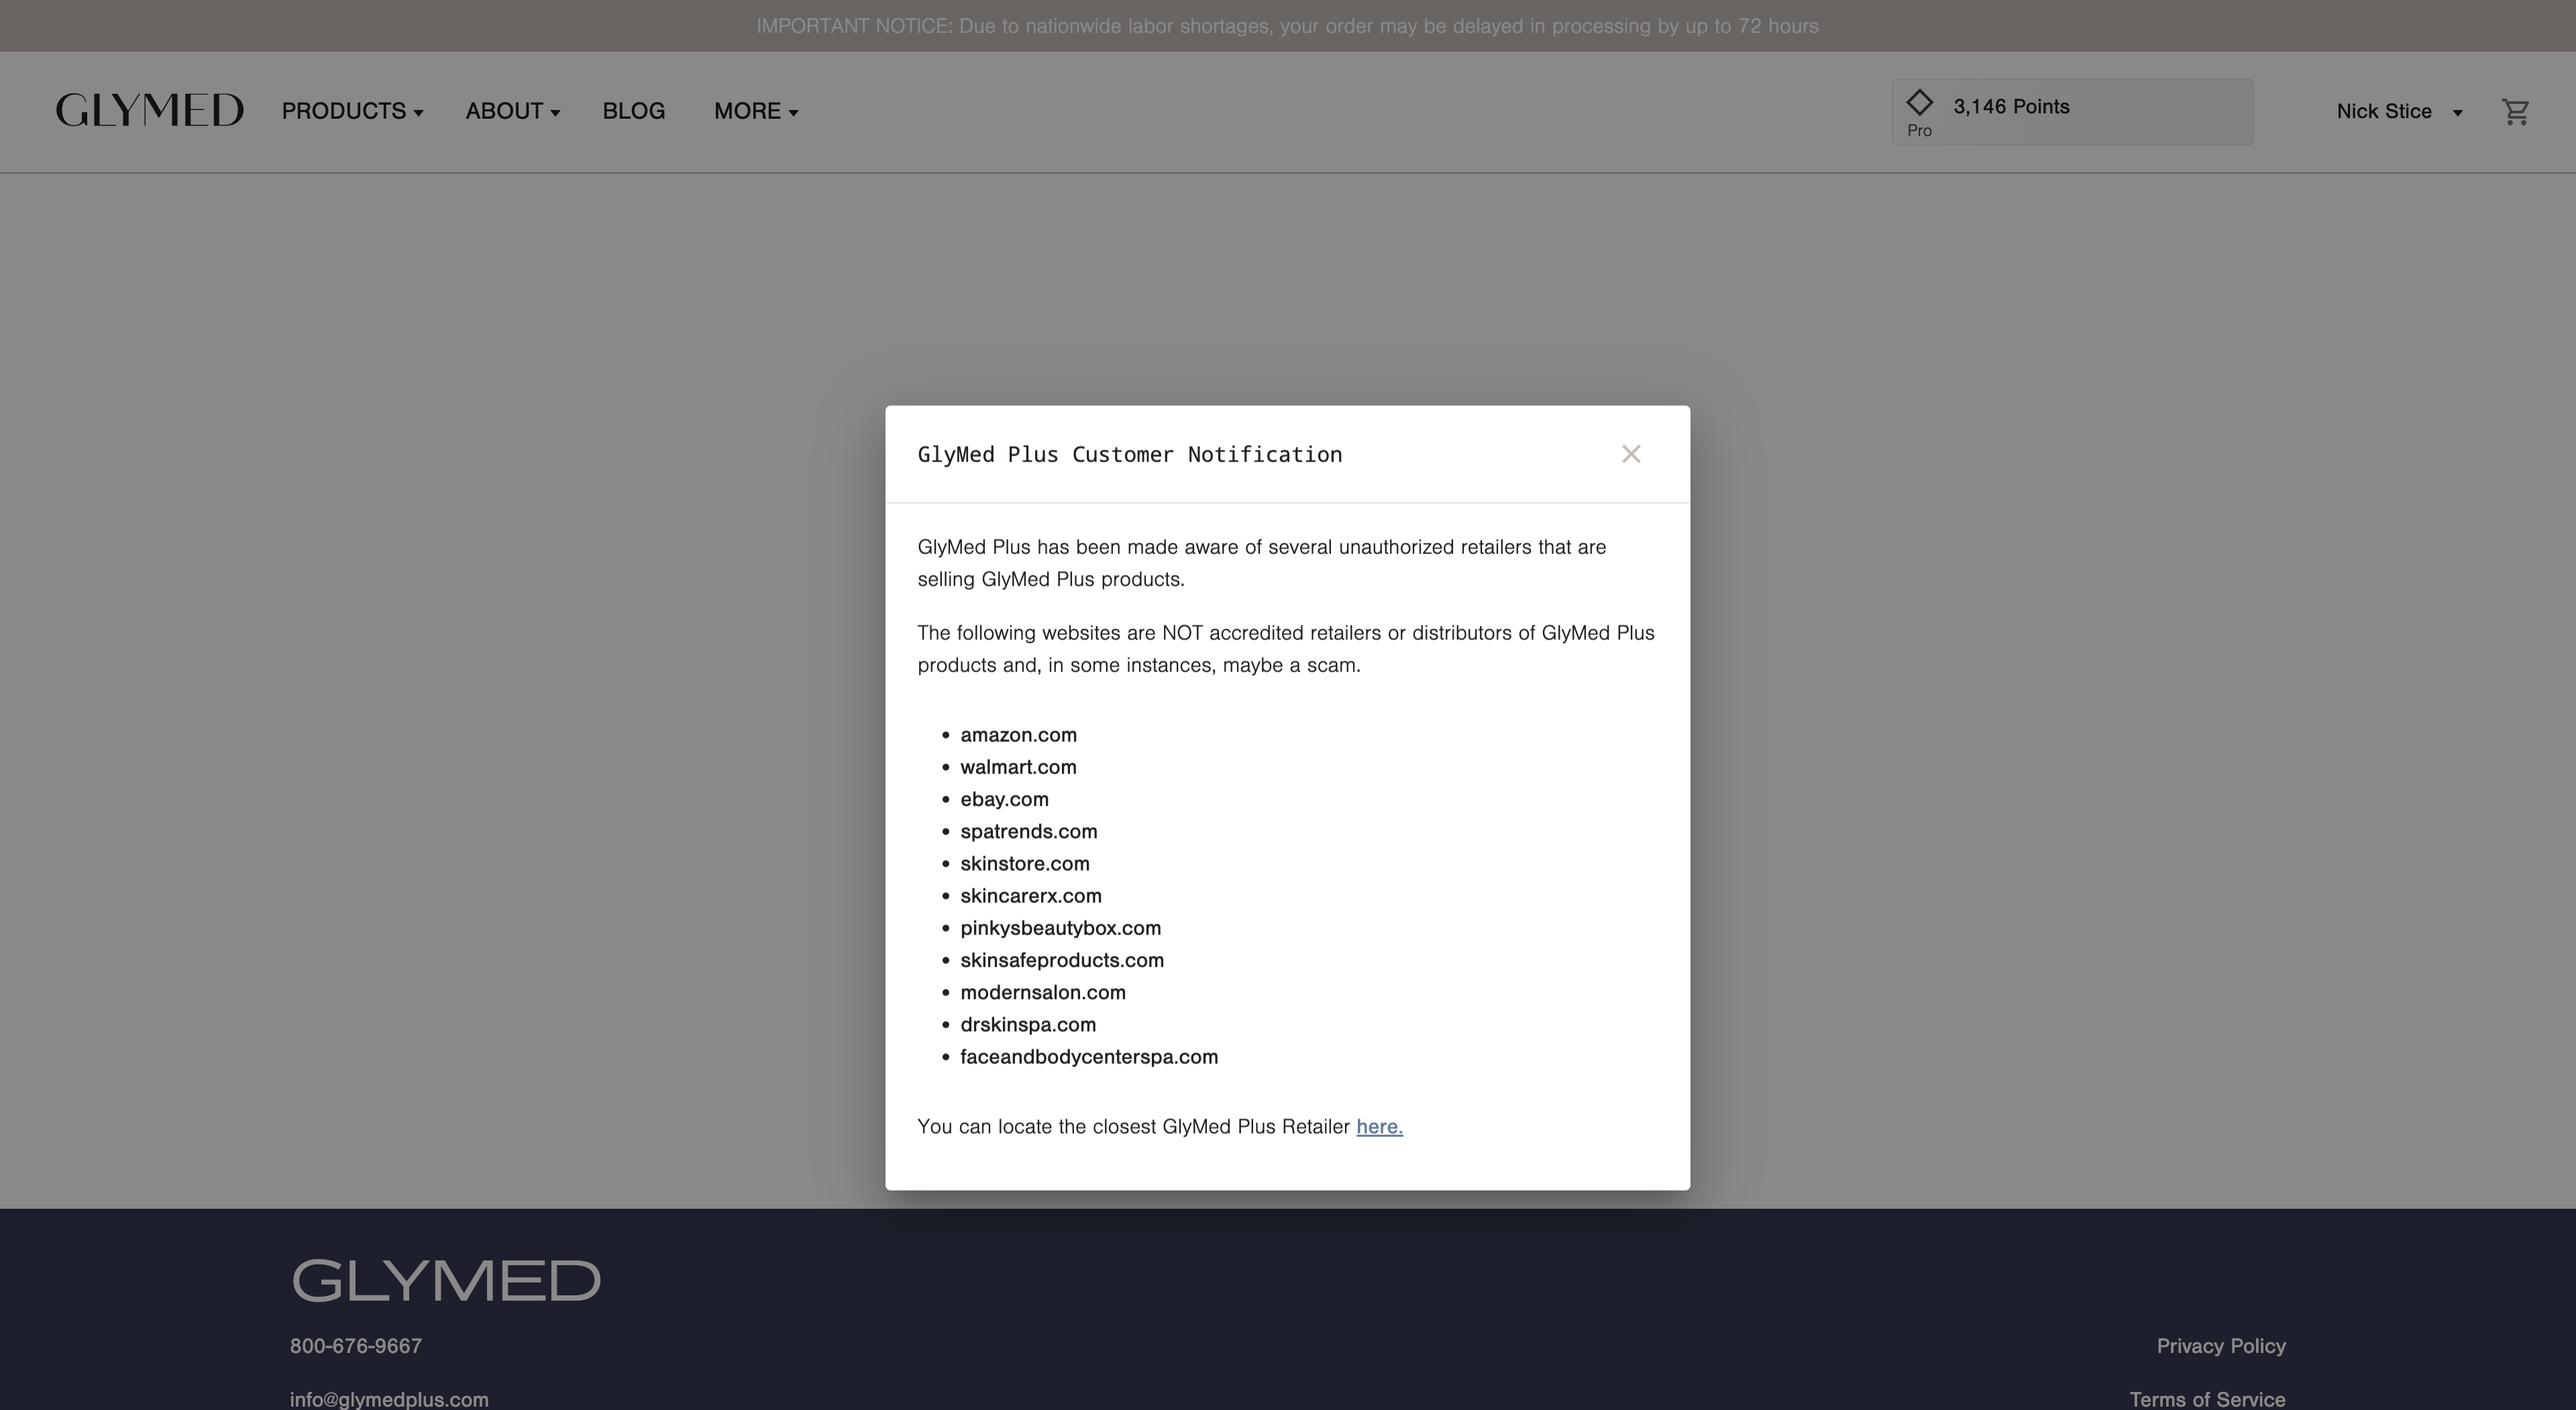 IMPORTANT NOTICE: Due to nationwide labor shortages, your order may be delayed in processing by up to 72 hours
GLYMED
PRODUCTS
ABOUT
BLOG
MORE
3,146 Points
Pro
Nick Stice
GlyMed Plus Customer Notification
GlyMed Plus has been made aware of several unauthorized retailers that are
selling GlyMed Plus products.
The following websites are NOT accredited retailers or distributors of GlyMed Plus
products and, in some instances, maybe a scam.
• amazon.com
• walmart.com
• ebay.com
• spatrends.com
• skinstore.com
• skincarerx.com
• pinkysbeautybox.com
• skinsafeproducts.com
• modernsalon.com
• drskinspa.com
• faceandbodycenterspa.com
You can locate the closest GlyMed Plus Retailer here.
GLYMED
800-676-9667
Privacy Policy
info@glymedplus.com
Terms of Service